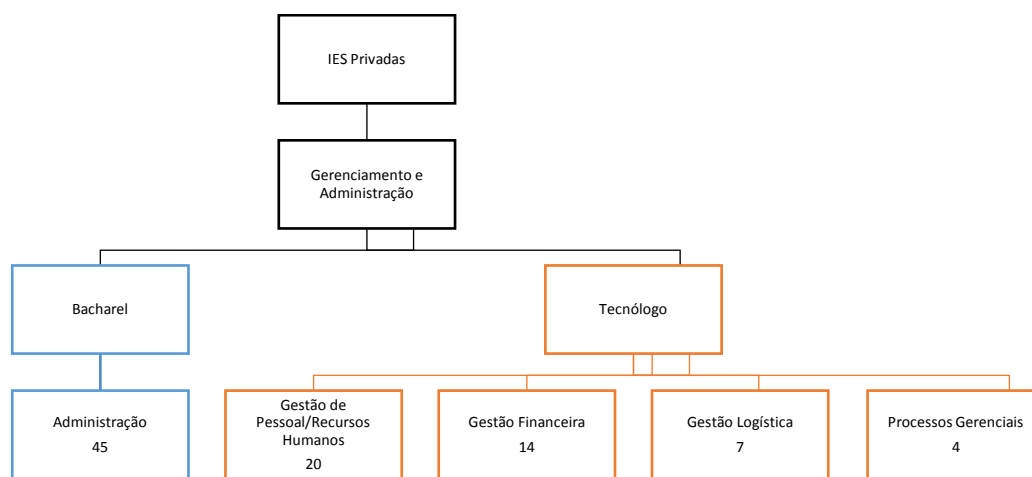 IES Privadas
Gerenciamento e
Administração
Bacharel
Tecnólogo
Administração
45
Gestão de
Pessoal/Recursos
Humanos
20
Gestão Financeira
14
Gestão Logística
7
Processos Gerenciais
4